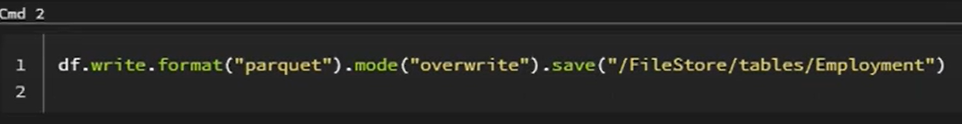 Cmd 2
1 df.write.format("parquet").mode("overwrite").save("/FileStore/tables/Employment")
2